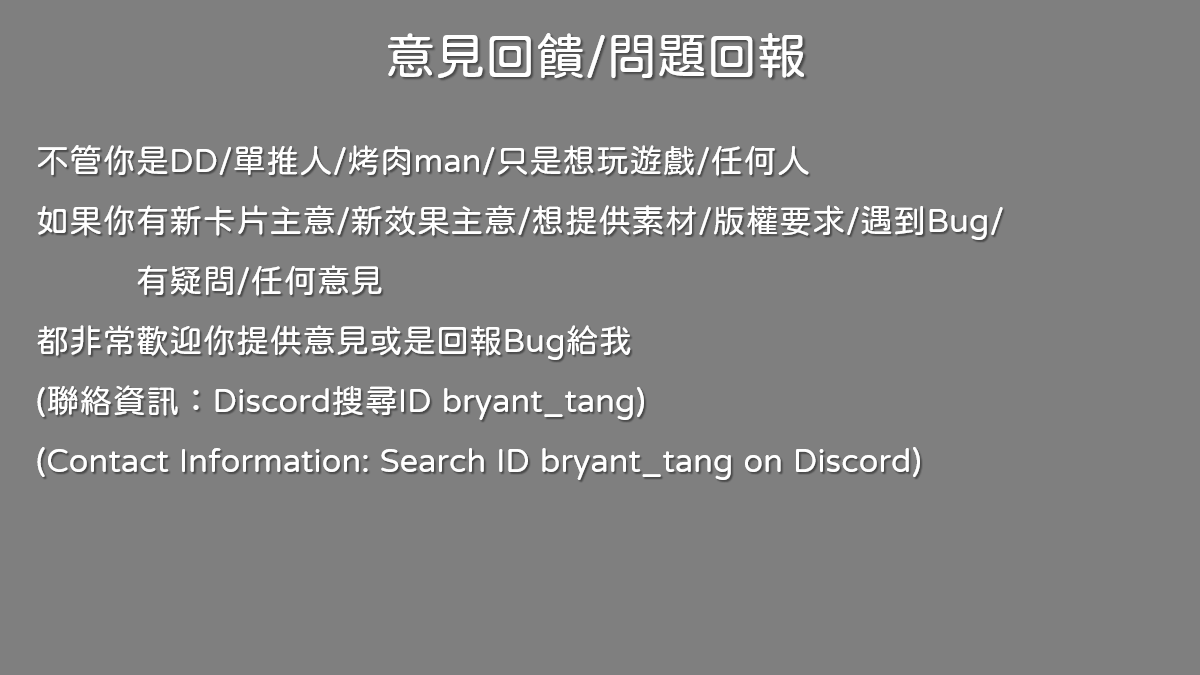 意見回饋/問題回報
不管你是DD/單推人/烤肉man/只是想玩遊戲/任何人
如果你有新卡片主意/新效果主意/想提供素材/版權要求/遇到Bug/
有疑問/任何意見
都非常歡迎你提供意見或是回報Bug給我
(聯絡資訊：Discord搜尋ID bryant_tang)
(Contact Information: Search ID bryant_tang on Discord)